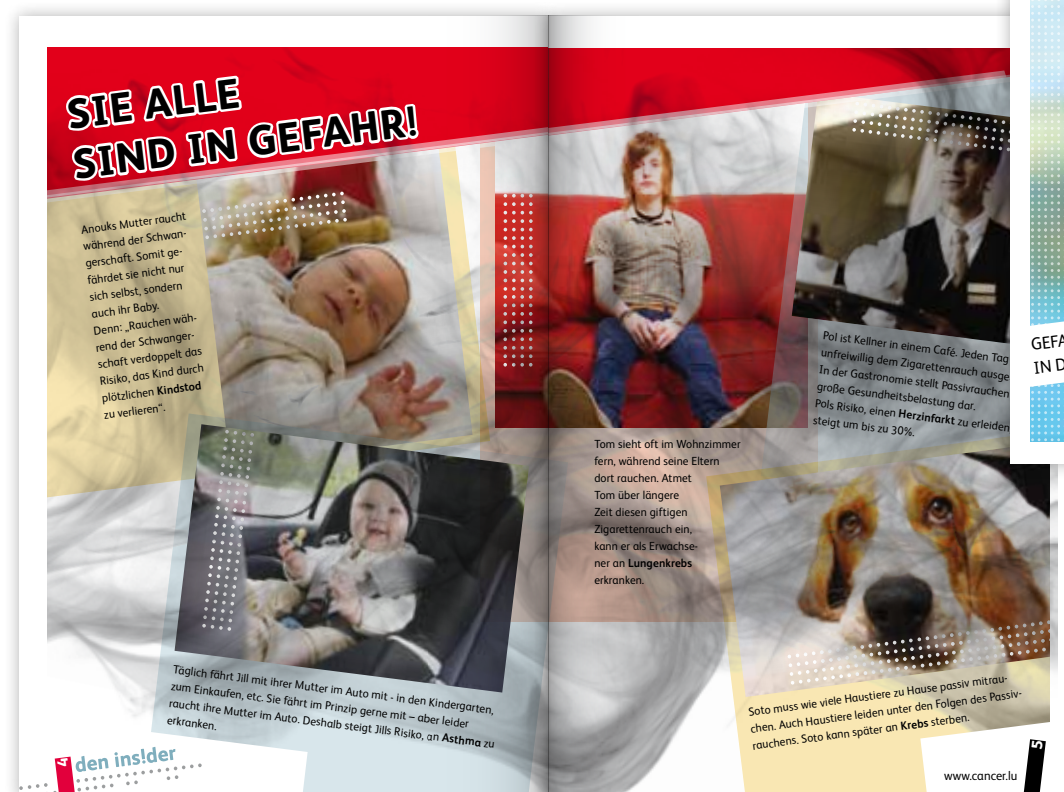 SIE ALLE
SIND IN GEFAHR!
Anouks Mutter raucht
während der Schwan-
gerschaft. Somit ge-
fährdet sie nicht nur
sich selbst, sondern
auch ihr Baby.
Denn: „Rauchen wäh-
rend der Schwanger-
schaft verdoppelt das
Risiko, das Kind durch
plötzlichen Kindstod
zu verlieren“.
Täglich fährt Jill mit ihrer Mutter im Auto mit - in den Kindergarten,
zum Einkaufen, etc. Sie fährt im Prinzip gerne mit – aber leider
raucht ihre Mutter im Auto. Deshalb steigt Jills Risiko, an Asthma zu
erkranken.
4 den ins!der
Tom sieht oft im Wohnzimmer
fern, während seine Eltern
dort rauchen. Atmet
Tom über längere
Zeit diesen giftigen
Zigarettenrauch ein,
kann er als Erwachse-
ner an Lungenkrebs
erkranken.
Pol ist Kellner in einem Café. Jeden Tag
unfreiwillig dem Zigarettenrauch ausge
In der Gastronomie stellt Passivrauchen
große Gesundheitsbelastung dar.
Pols Risiko, einen Herzinfarkt zu erleiden
steigt um bis zu 30%.
Soto muss wie viele Haustiere zu Hause passiv mitrau-
chen. Auch Haustiere leiden unter den Folgen des Passiv-
rauchens. Soto kann später an Krebs sterben.
www.cancer.lu
5
GEFA
IN D